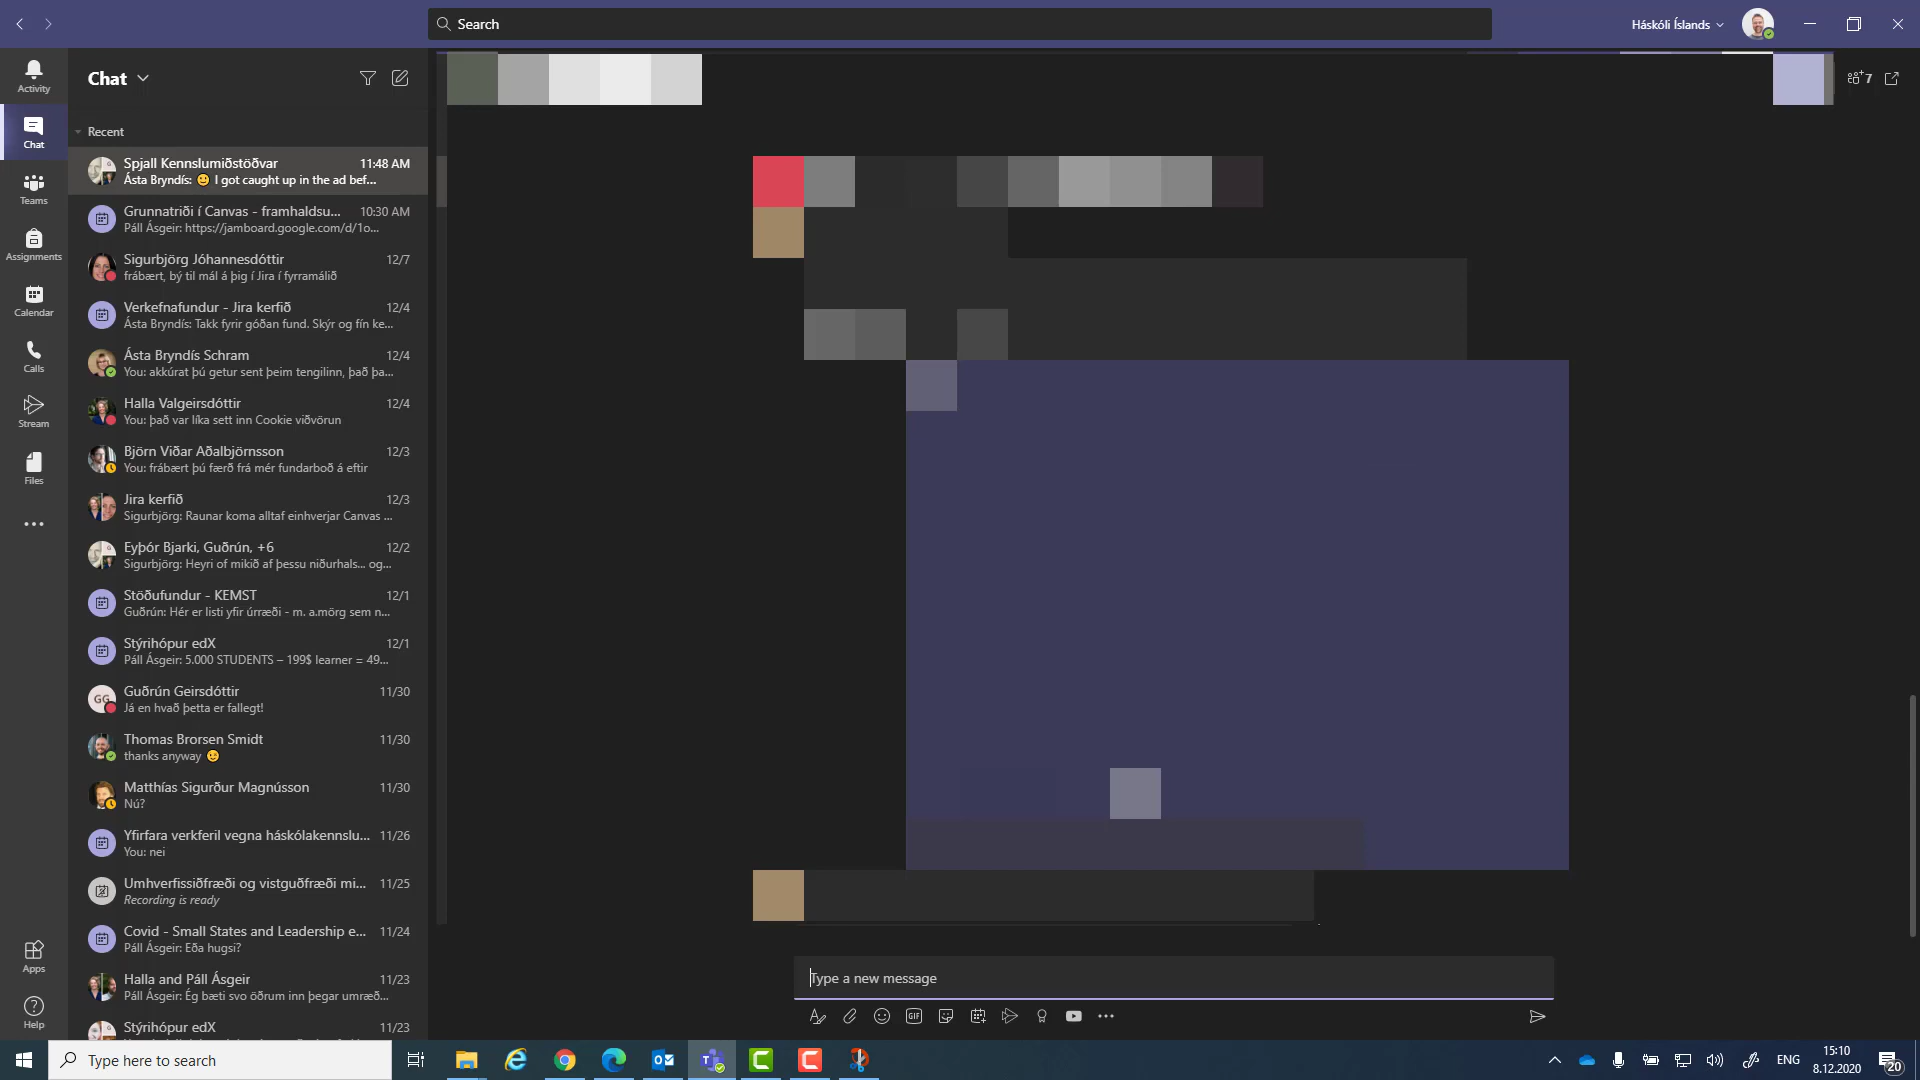 Search
Háskóli Íslands
Activity
Chat
Teams
Assignments
Calendar
Calls
Stream
Files
Apps
Help
Chat
Recent
Spjall Kennslumiðstöðvar 11:48 AM
Ásta Bryndís: 🙂 I got caught up in the ad bef...
Grunnatriði í Canvas - framhaldsu... 10:30 AM
Páll Ásgeir: https://jamboard.google.com/d/1o...
Sigurbjörg Jóhannesdóttir 12/7
frábært, bý til mál á þig í Jira í fyrramálið
Verkefnafundur - Jira kerfið 12/4
Ásta Bryndís: Takk fyrir góðan fund. Skýr og fín ke...
Ásta Bryndís Schram 12/4
You: akkúrat þú getur sent þeim tengilinn, það þa...
Halla Valgeirsdóttir 12/4
You: það var líka sett inn Cookie viðvörun
Björn Viðar Aðalbjörnsson 12/3
You: frábært þú færð frá mér fundarboð á eftir
Jira kerfið 12/3
Sigurbjörg: Raunar koma alltaf einhverjar Canvas ...
Eyþór Bjarki, Guðrún, +6 12/2
Sigurbjörg: Heyri of mikið af þessu niðurhals... og...
Stöðufundur - KEMST 12/1
Guðrún: Hér er listi yfir úrræði - m. a.mörg sem n...
Stýrihópur edX 12/1
Páll Ásgeir: 5.000 STUDENTS – 199$ learner = 49...
GG
Guðrún Geirsdóttir 11/30
Já en hvað þetta er fallegt!
Thomas Brorsen Smidt 11/30
thanks anyway 🙂
Matthías Sigurður Magnússon 11/30
Nú?
Yfirfara verkferil vegna háskólakennslu... 11/26
You: nei
Umhverfissiðfræði og vistguðfræði mi... 11/25
Recording is ready
Covid - Small States and Leadership e... 11/24
Páll Ásgeir: Eða hugsi?
Halla and Páll Ásgeir 11/23
Páll Ásgeir: Ég bæti svo öðrum inn þegar umræð...
Stýrihópur edX 11/23
7
Type a new message
GIF
Type here to search
ENG
15:10
8.12.2020
20